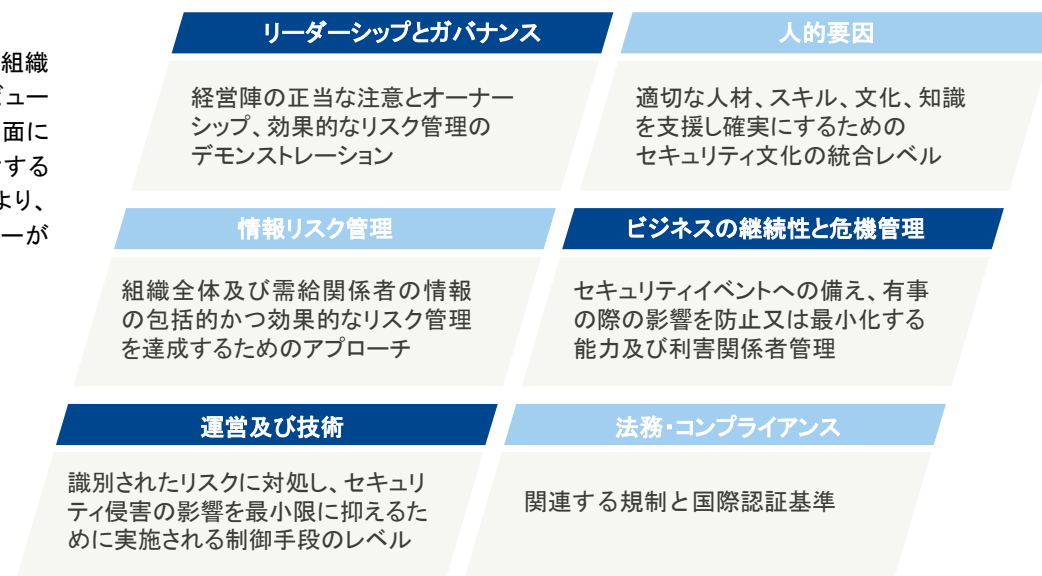 組織
ビュー
面に
する
より、
ーが
リーダーシップとガバナンス
経営陣の正当な注意とオーナー
シップ、効果的なリスク管理の
デモンストレーション
人的要因
適切な人材、スキル、文化、知識
を支援し確実にするための
セキュリティ文化の統合レベル
情報リスク管理
組織全体及び需給関係者の情報
の包括的かつ効果的なリスク管理
を達成するためのアプローチ
ビジネスの継続性と危機管理
セキュリティイベントへの備え、有事
の際の影響を防止又は最小化する
能力及び利害関係者管理
運営及び技術
識別されたリスクに対処し、セキュリ
ティ侵害の影響を最小限に抑えるた
めに実施される制御手段のレベル
法務・コンプライアンス
関連する規制と国際認証基準